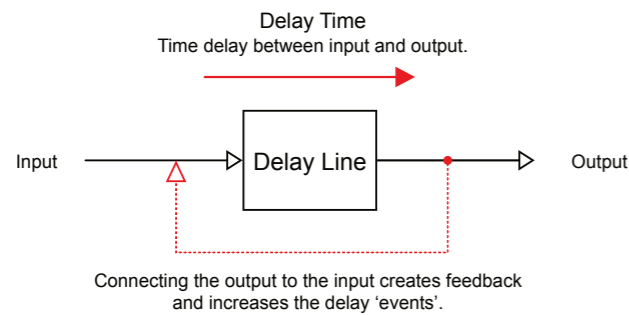 Delay Time
Time delay between input and output.
Input
Delay Line
Output
Connecting the output to the input creates feedback
and increases the delay ‘events’.